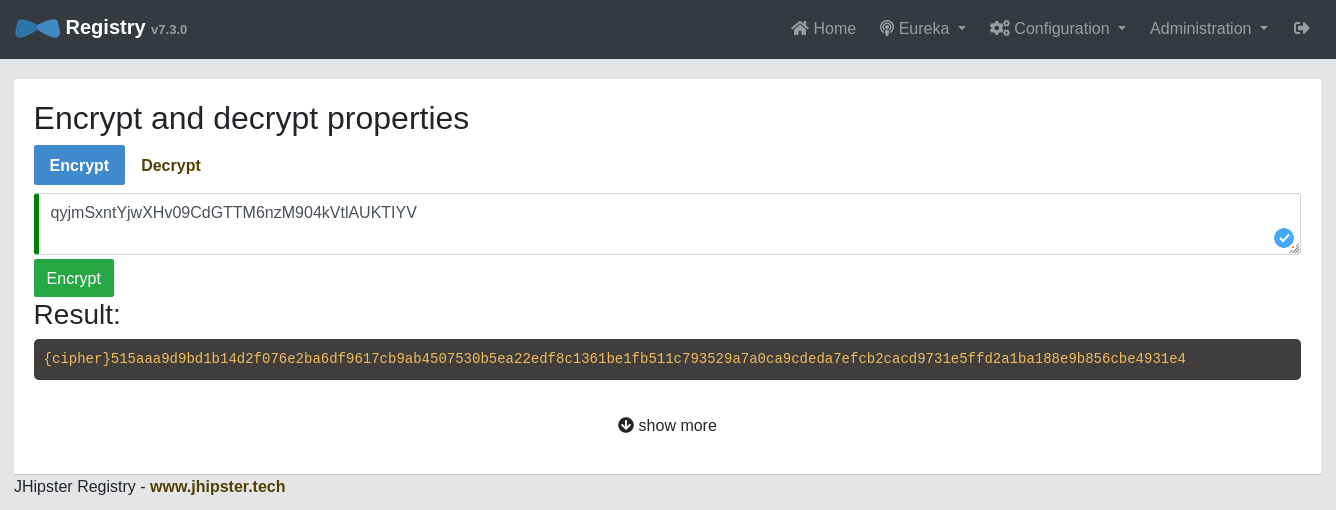 Registry v7.3.0 Home Eureka Configuration Administration
Encrypt and decrypt properties
Encrypt Decrypt
qyjmSxntYjwXHv09CdGTTM6nzM904kVtlAUKTIYV
Encrypt
Result:
{cipher}515aaa9d9bd1b14d2f076e2ba6df9617cb9ab4507530b5ea22edf8c1361be1fb511c793529a7a0ca9cdeda7efcb2cacd9731e5ffd2a1ba188e9b856cbe4931e4
show more
JHipster Registry - www.jhipster.tech